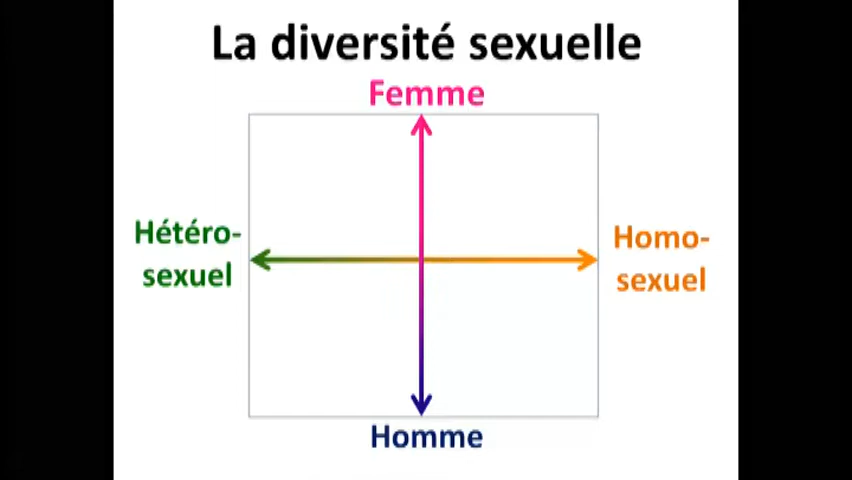 La diversité sexuelle
Femme
Hétéro-
sexuel
Homo-
sexuel
Homme